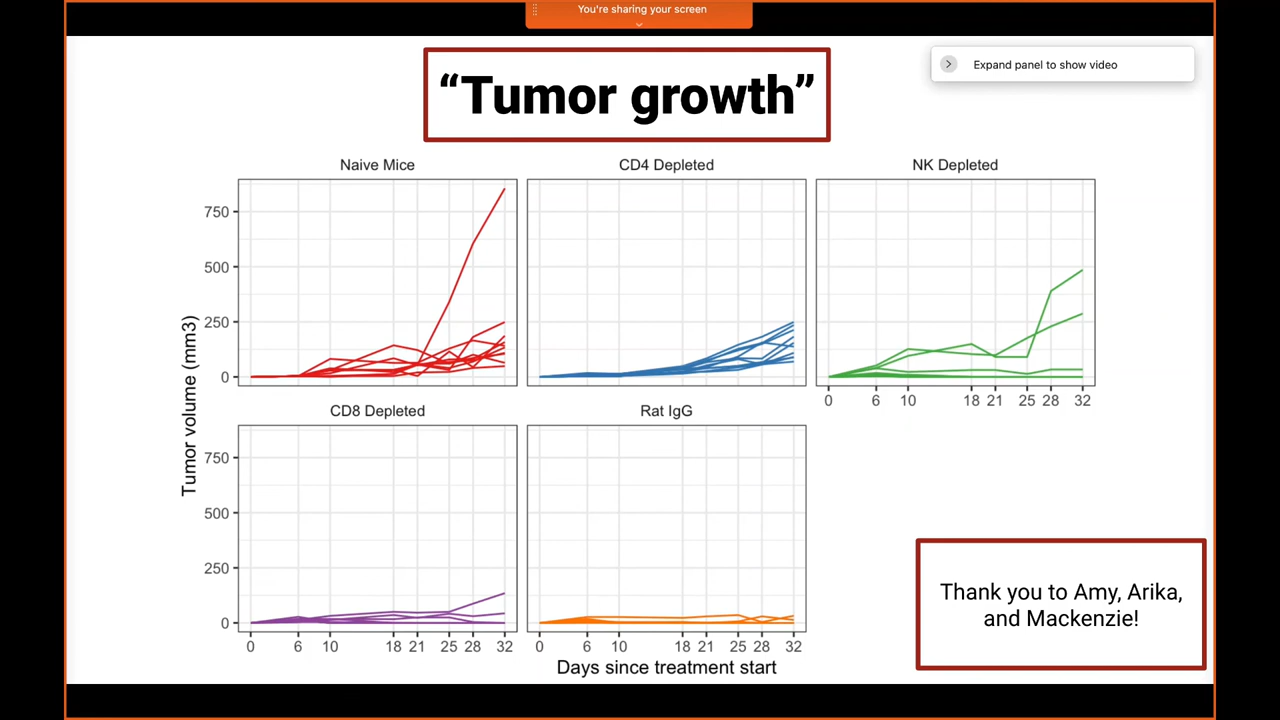 You're sharing your screen
Expand panel to show video
“Tumor growth”
Naive Mice
CD4 Depleted
NK Depleted
Tumor volume (mm3)
750
500
250
0
0 6 10 18 21 25 28 32
CD8 Depleted
Rat IgG
750
500
250
0
0 6 10 18 21 25 28 32
0 6 10 18 21 25 28 32
Days since treatment start
Thank you to Amy, Arika,
and Mackenzie!